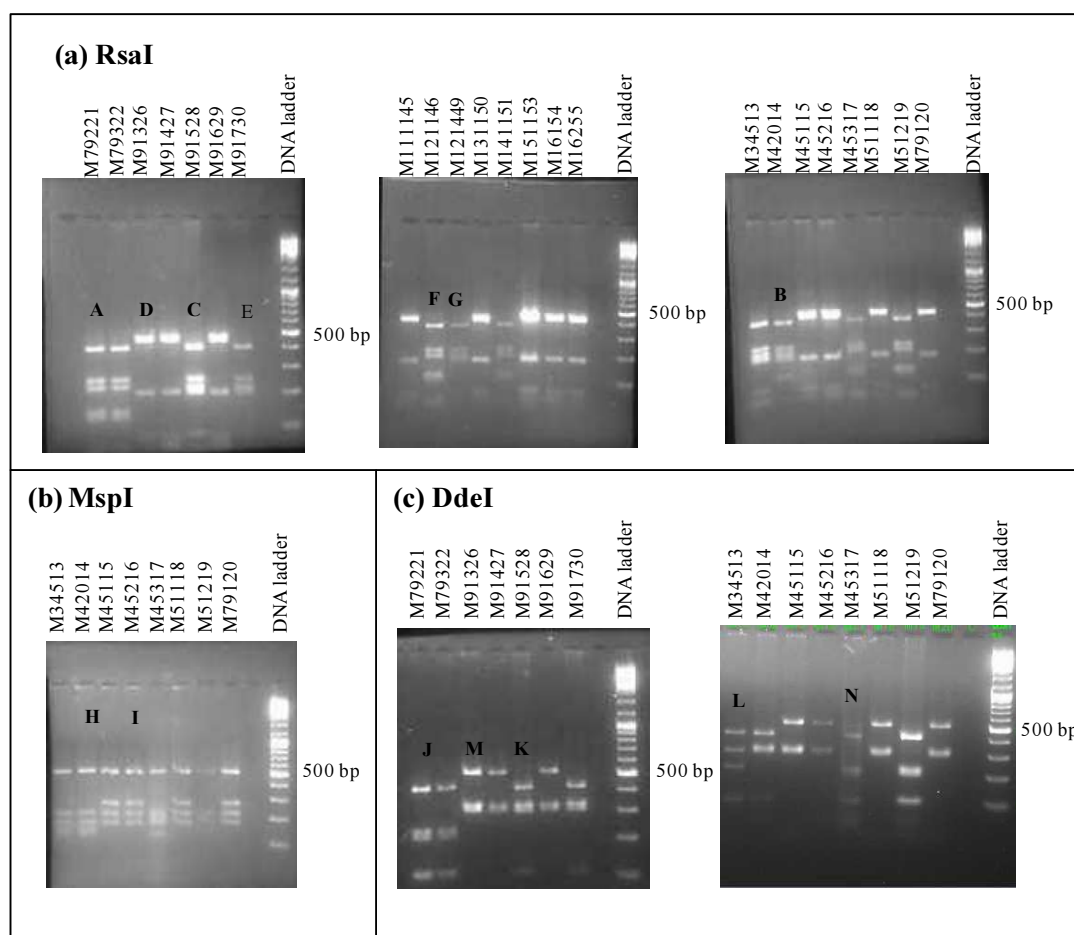 (a) RsaI
M79221
M79322
M91326
M91427
M91528
M91629
M91730
DNA ladder
A
D
C
E
500 bp
M111145
M121146
M121449
M131150
M141151
M151153
M16154
M16255
DNA ladder
F
G
500 bp
M34513
M42014
M45115
M45216
M45317
M51118
M51219
M79120
DNA ladder
B
500 bp
(b) MspI
M34513
M42014
M45115
M45216
M45317
M51118
M51219
M79120
DNA ladder
H
I
500 bp
(c) DdeI
M79221
M79322
M91326
M91427
M91528
M91629
M91730
DNA ladder
J
M
K
500 bp
M34513
M42014
M45115
M45216
M45317
M51118
M51219
M79120
DNA ladder
L
N
500 bp